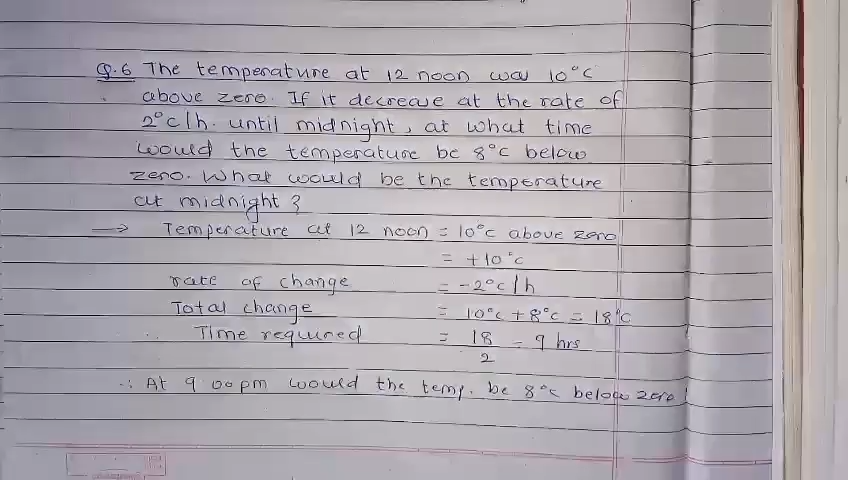 Q.6 The temperature at 12 noon was 10°C
above zero. If it decrease at the rate of
2°c/h. until midnight, at what time
would the temperature be 8°c below
zero. What would be the temperature
at midnight?
→ Temperature at 12 noon = 10°c above zero
= +10°c
rate of change = -2°c/h
Total change = 10°c + 8°c = 18°C
Time required = 18/2 = 9 hrs
∴ At 9 00pm would the temp. be 8°c below zero